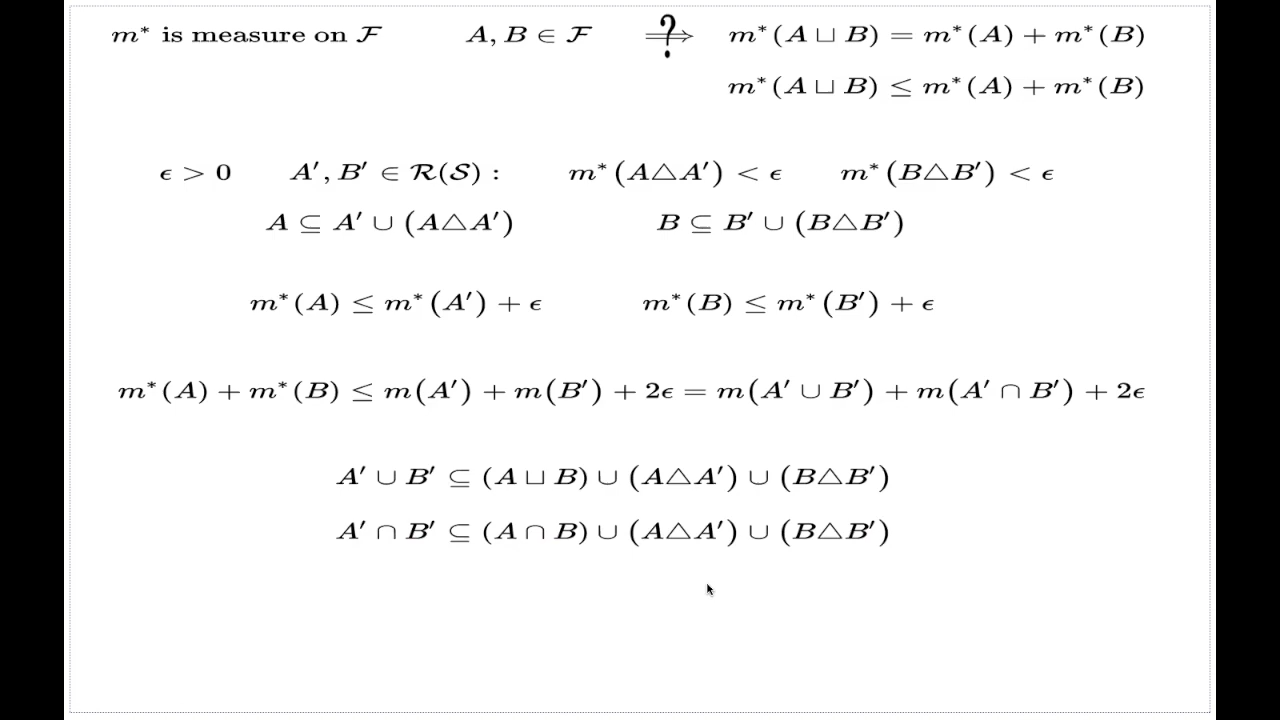 m* is measure on ℱ A, B ∈ ℱ ⟹ ? m*(A ⊔ B) = m*(A) + m*(B)
m*(A ⊔ B) ≤ m*(A) + m*(B)
ϵ > 0 A′, B′ ∈ ℛ(𝒮) : m*(A△A′) < ϵ m*(B△B′) < ϵ
A ⊆ A′ ∪ (A△A′) B ⊆ B′ ∪ (B△B′)
m*(A) ≤ m*(A′) + ϵ m*(B) ≤ m*(B′) + ϵ
m*(A) + m*(B) ≤ m(A′) + m(B′) + 2ϵ = m(A′ ∪ B′) + m(A′ ∩ B′) + 2ϵ
A′ ∪ B′ ⊆ (A ⊔ B) ∪ (A△A′) ∪ (B△B′)
A′ ∩ B′ ⊆ (A ∩ B) ∪ (A△A′) ∪ (B△B′)